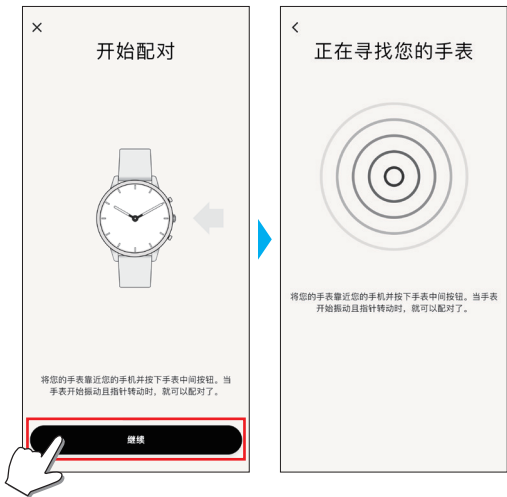 开始配对
将您的手表靠近您的手机并按下手表中间按钮。当
手表开始振动且指针转动时，就可以配对了。
继续
正在寻找您的手表
将您的手表靠近您的手机并按下手表中间按钮。当手表
开始振动且指针转动时，就可以配对了。